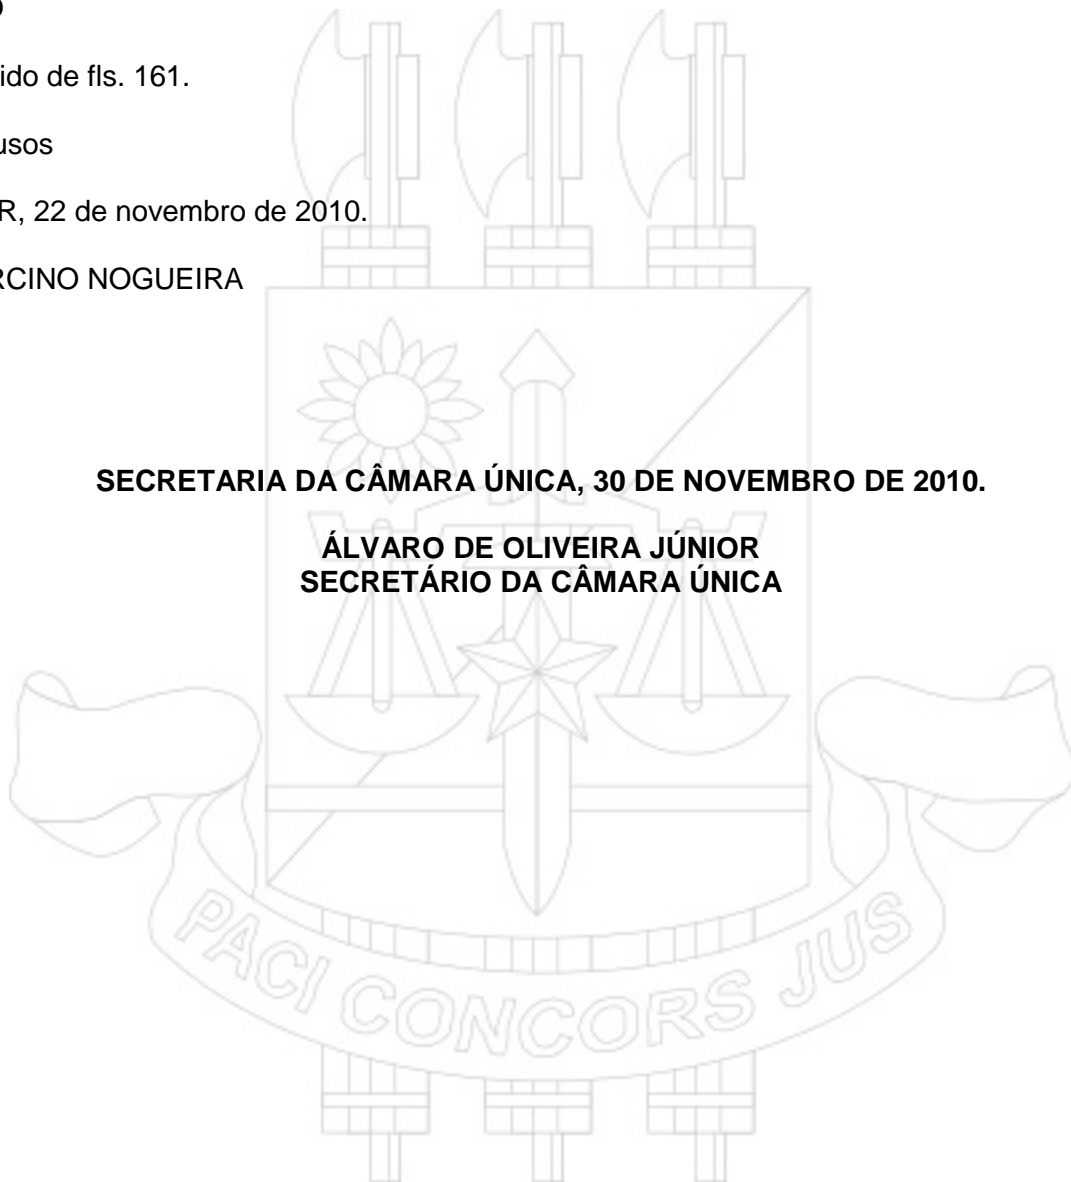 O
ido de fls. 161.
usos
R, 22 de novembro de 2010.
RCINO NOGUEIRA
SECRETARIA DA CÂMARA ÚNICA, 30 DE NOVEMBRO DE 2010.
ÁLVARO DE OLIVEIRA JÚNIOR
SECRETÁRIO DA CÂMARA ÚNICA
PACI CONCORS JUS